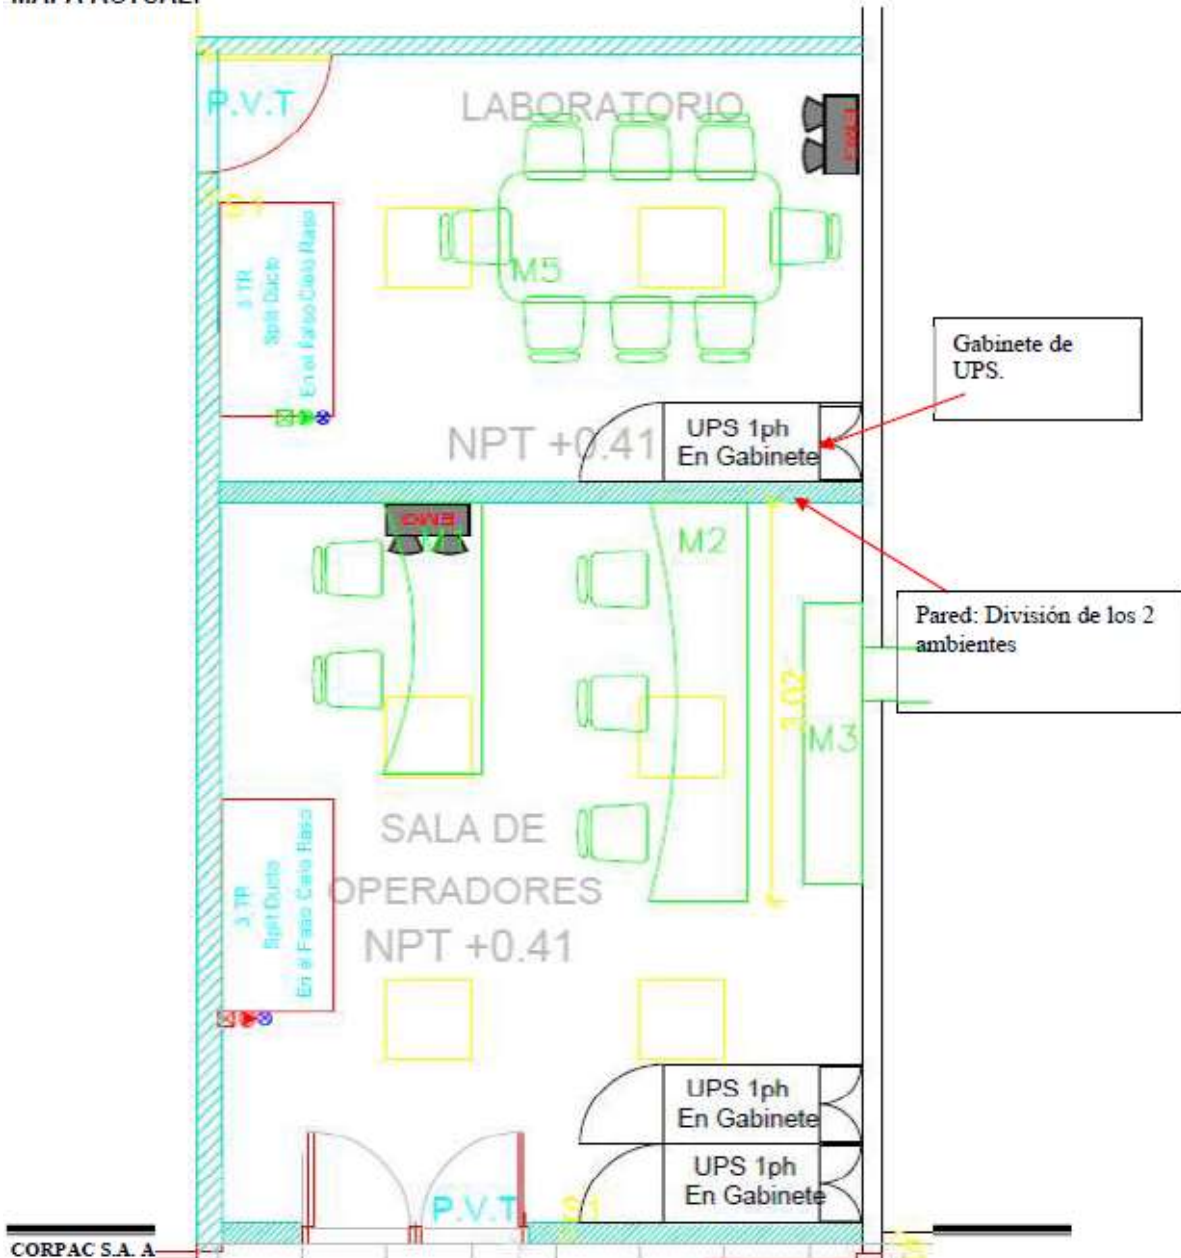 MAPA ACTUAL:
P.V.T.
LABORATORIO
S1
3 TR
Split Ducto
En el Falso Cielo Raso
M5
Gabinete de
UPS.
NPT +0.41
UPS 1ph
En Gabinete
EMO
M2
Pared: División de los 2
ambientes
3.02
M3
SALA DE
OPERADORES
NPT +0.41
3 TR
Split Ducto
En el Falso Cielo Raso
UPS 1ph
En Gabinete
UPS 1ph
En Gabinete
P.V.T.
S1
CORPAC S.A. A